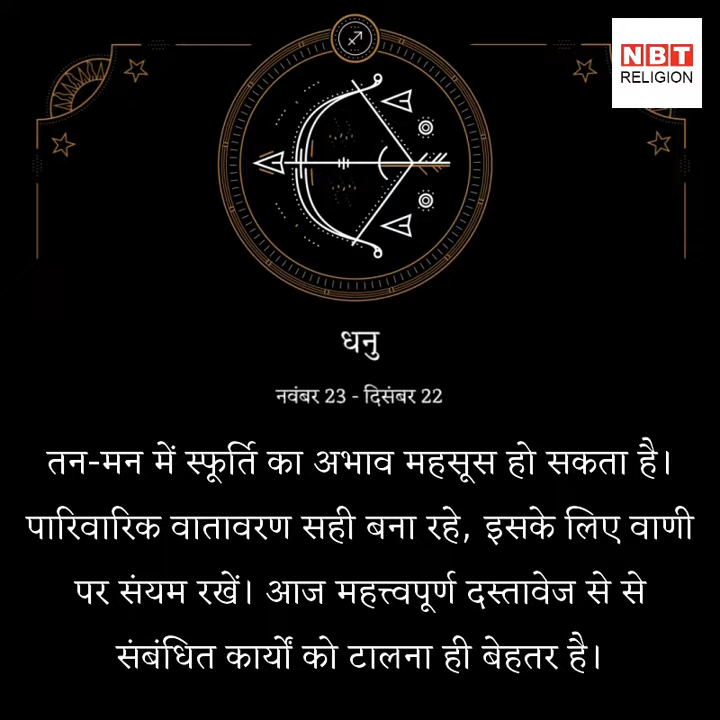 NBT
RELIGION
धनु
नवंबर 23 - दिसंबर 22
तन-मन में स्फूर्ति का अभाव महसूस हो सकता है।
पारिवारिक वातावरण सही बना रहे, इसके लिए वाणी
पर संयम रखें। आज महत्त्वपूर्ण दस्तावेज से से
संबंधित कार्यों को टालना ही बेहतर है।